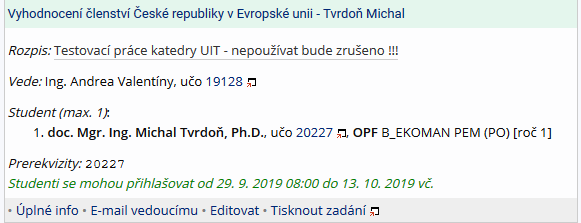 Vyhodnocení členství České republiky v Evropské unii - Tvrdoň Michal
Rozpis: Testovací práce katedry UIT - nepoužívat bude zrušeno !!!
Vede: Ing. Andrea Valentíny, učo 19128
Student (max. 1):
1. doc. Mgr. Ing. Michal Tvrdoň, Ph.D., učo 20227 , OPF B_EKOMAN PEM (PO) [roč 1]
Prerekvizity: 20227
Studenti se mohou přihlašovat od 29. 9. 2019 08:00 do 13. 10. 2019 vč.
• Úplné info • E-mail vedoucímu • Editovat • Tisknout zadání